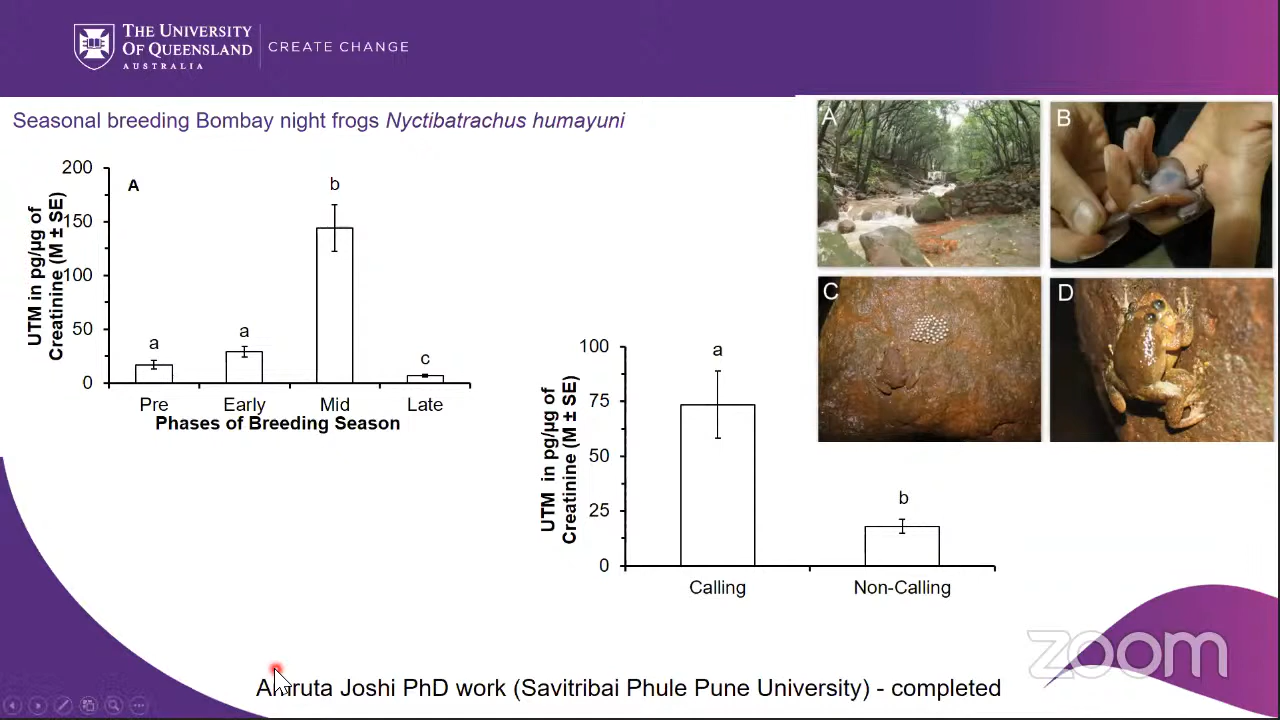 THE UNIVERSITY
OF QUEENSLAND
AUSTRALIA
CREATE CHANGE
Seasonal breeding Bombay night frogs Nyctibatrachus humayuni
A
UTM in pg/µg of
Creatinine (M ± SE)
200
150
100
50
0
a
a
b
c
Pre
Early
Mid
Late
Phases of Breeding Season
UTM in pg/µg of
Creatinine (M ± SE)
100
75
50
25
0
a
b
Calling
Non-Calling
A
B
C
D
zoom
Amruta Joshi PhD work (Savitribai Phule Pune University) - completed